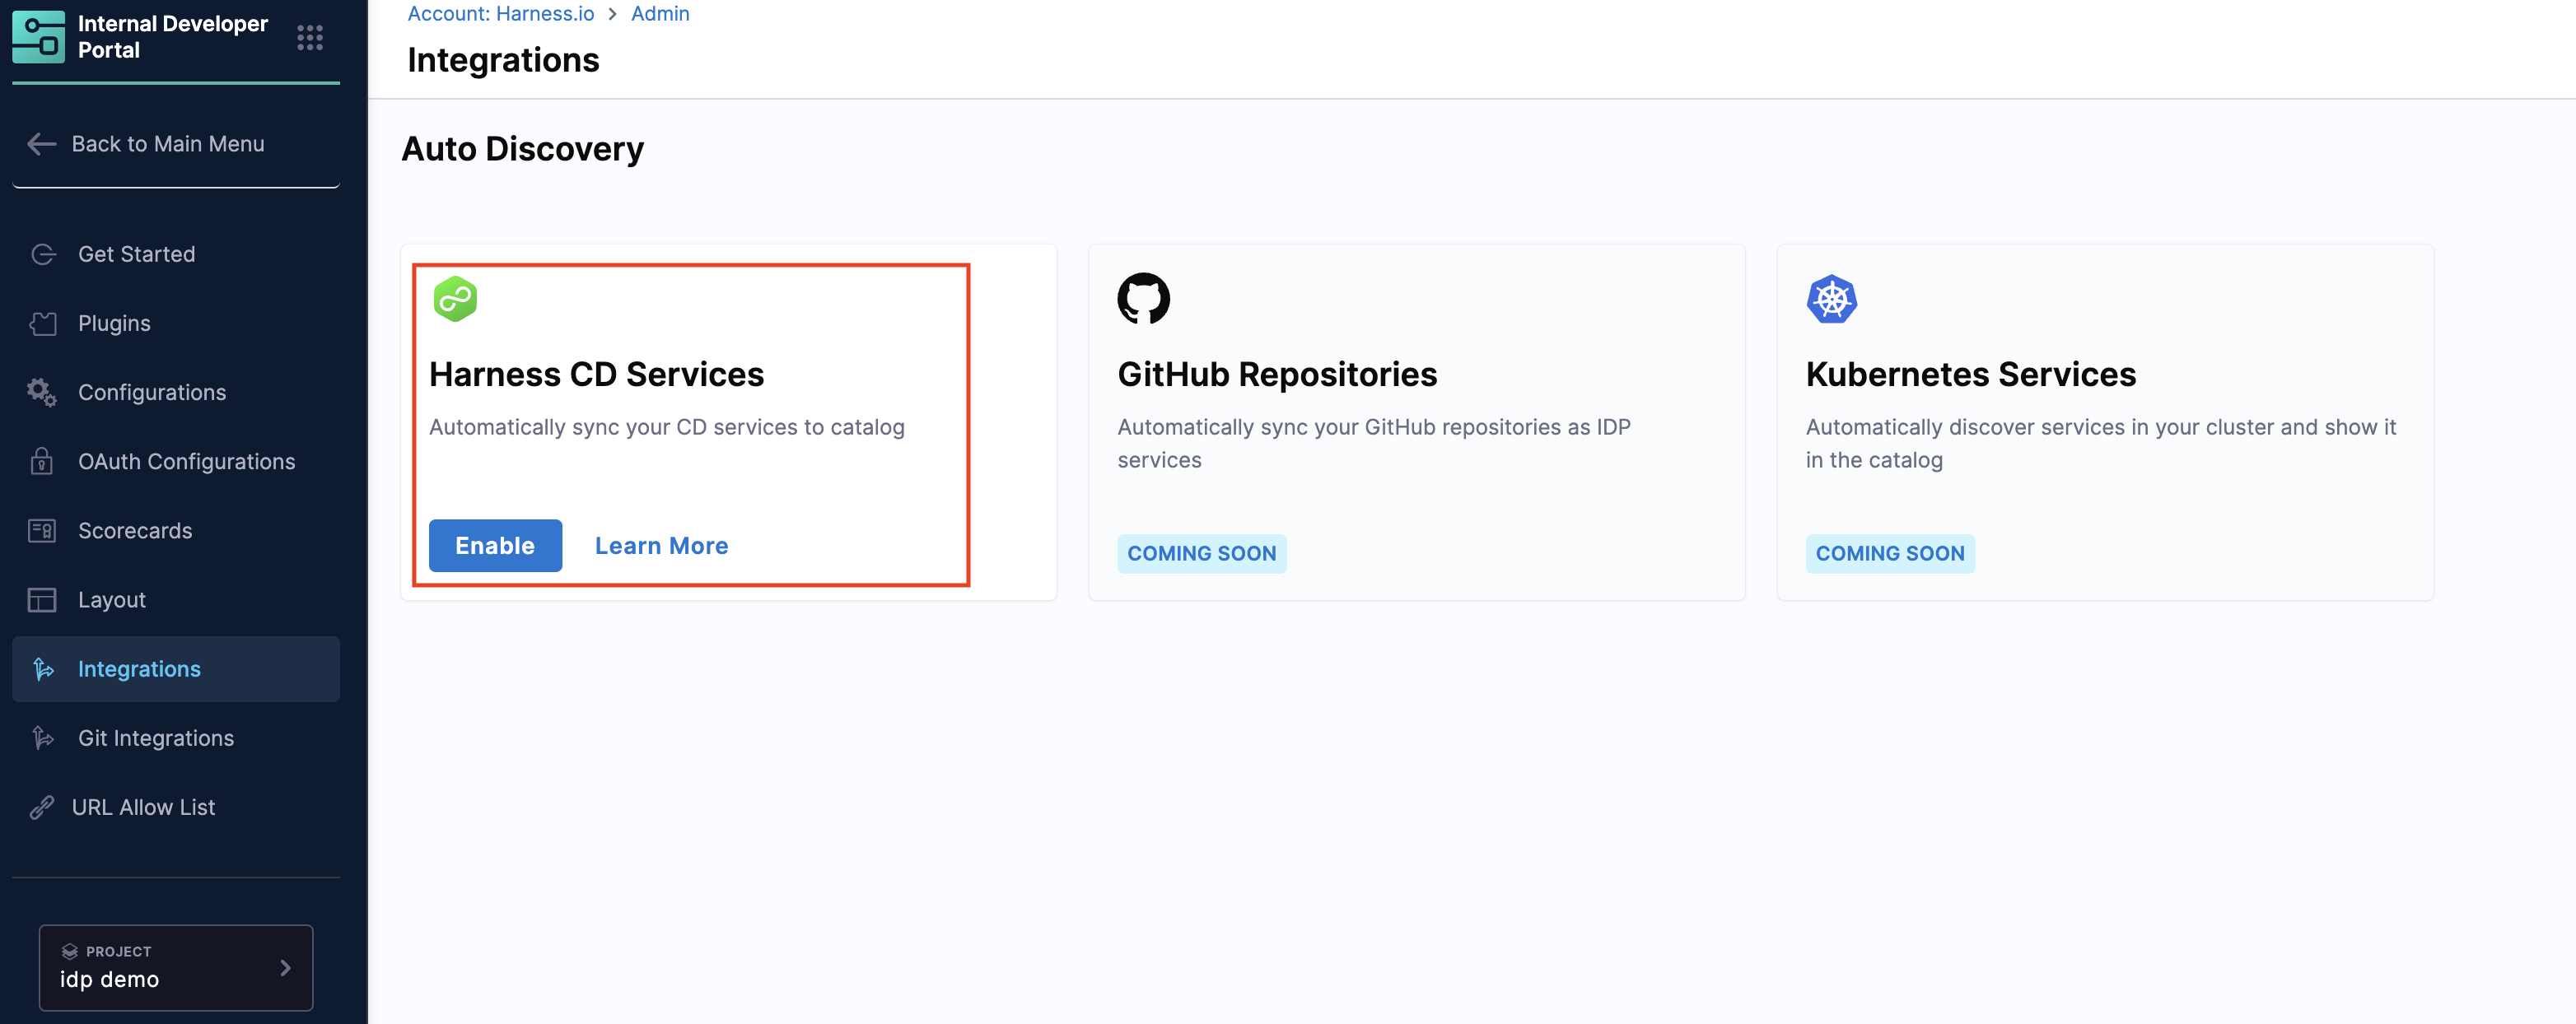 Internal Developer
Portal
Back to Main Menu
Get Started
Plugins
Configurations
OAuth Configurations
Scorecards
Layout
Integrations
Git Integrations
URL Allow List
PROJECT
idp demo
Account: Harness.io > Admin
Integrations
Auto Discovery
Harness CD Services
Automatically sync your CD services to catalog
Enable
Learn More
GitHub Repositories
Automatically sync your GitHub repositories as IDP
services
COMING SOON
Kubernetes Services
Automatically discover services in your cluster and show it
in the catalog
COMING SOON